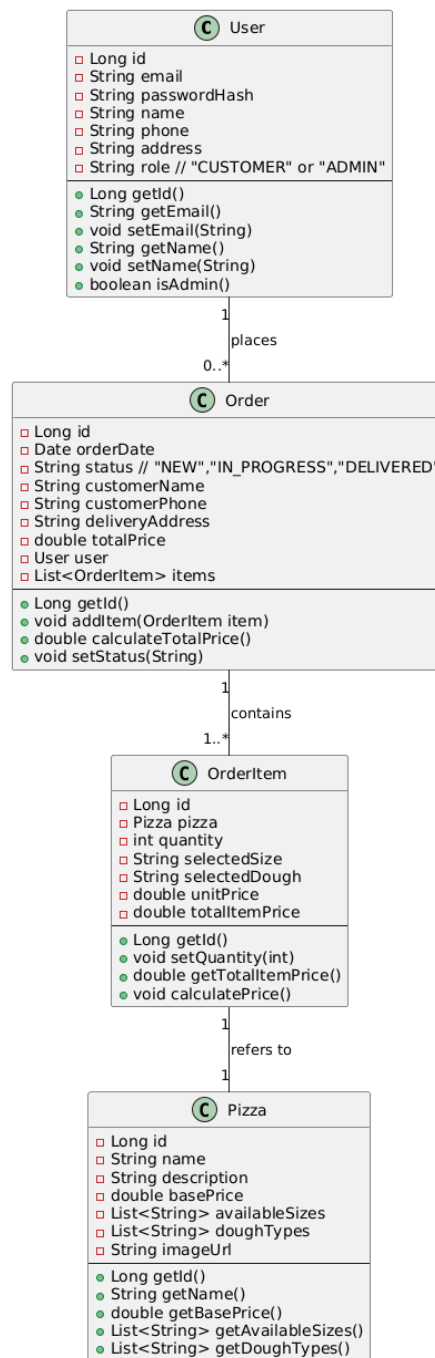 C User
Long id
String email
String passwordHash
String name
String phone
String address
String role // "CUSTOMER" or "ADMIN"
Long getId()
String getEmail()
void setEmail(String)
String getName()
void setName(String)
boolean isAdmin()
1
places
0..*
C Order
Long id
Date orderDate
String status // "NEW","IN_PROGRESS","DELIVERED"
String customerName
String customerPhone
String deliveryAddress
double totalPrice
User user
List<OrderItem> items
Long getId()
void addItem(OrderItem item)
double calculateTotalPrice()
void setStatus(String)
1
contains
1..*
C OrderItem
Long id
Pizza pizza
int quantity
String selectedSize
String selectedDough
double unitPrice
double totalItemPrice
Long getId()
void setQuantity(int)
double getTotalItemPrice()
void calculatePrice()
1
refers to
1
C Pizza
Long id
String name
String description
double basePrice
List<String> availableSizes
List<String> doughTypes
String imageUrl
Long getId()
String getName()
double getBasePrice()
List<String> getAvailableSizes()
List<String> getDoughTypes()